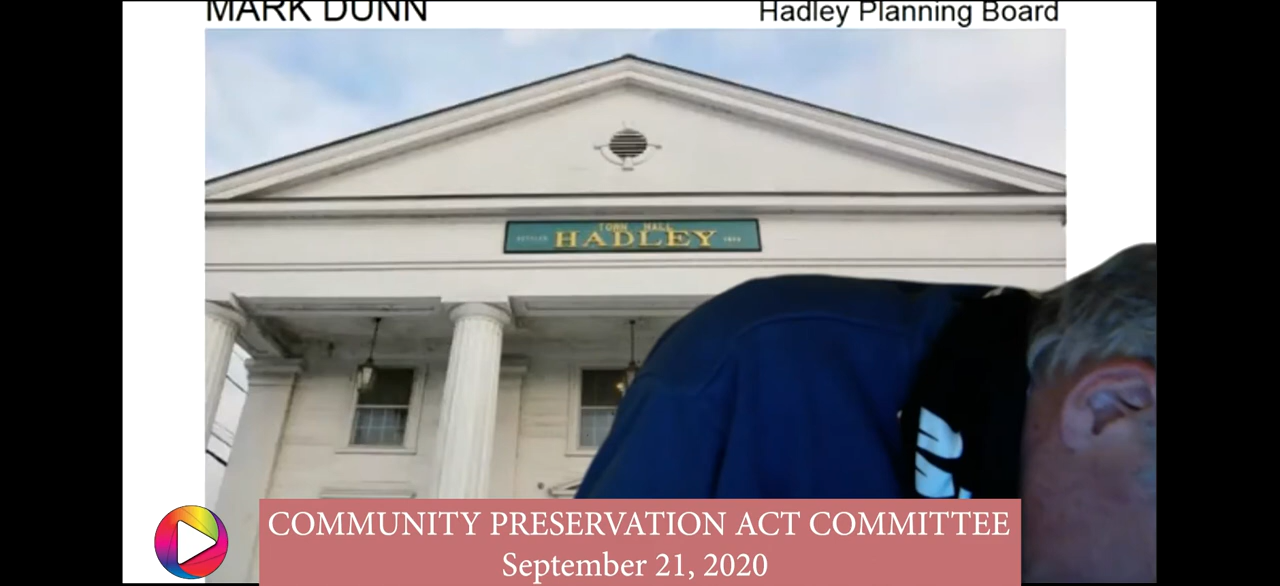 MARK DUNN
Hadley Planning Board
TOWN HALL
HADLEY
COMMUNITY PRESERVATION ACT COMMITTEE
September 21, 2020